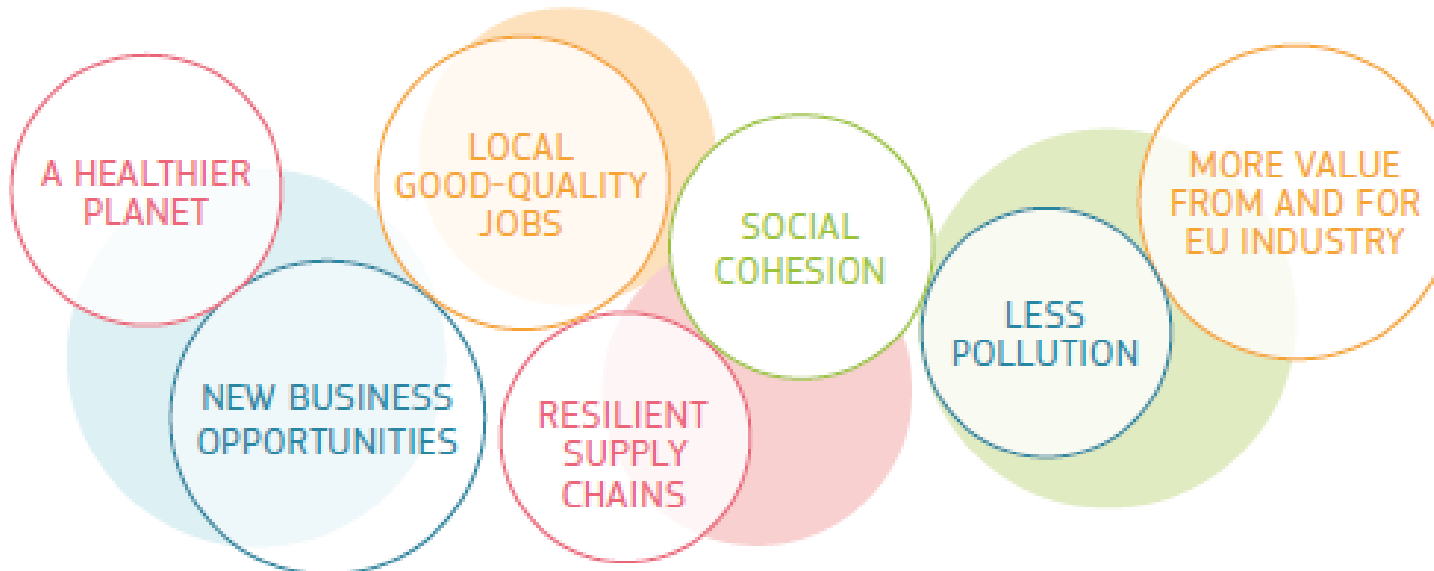 A HEALTHIER
PLANET
NEW BUSINESS
OPPORTUNITIES
LOCAL
GOOD-QUALITY
JOBS
RESILIENT
SUPPLY
CHAINS
SOCIAL
COHESION
LESS
POLLUTION
MORE VALUE
FROM AND FOR
EU INDUSTRY